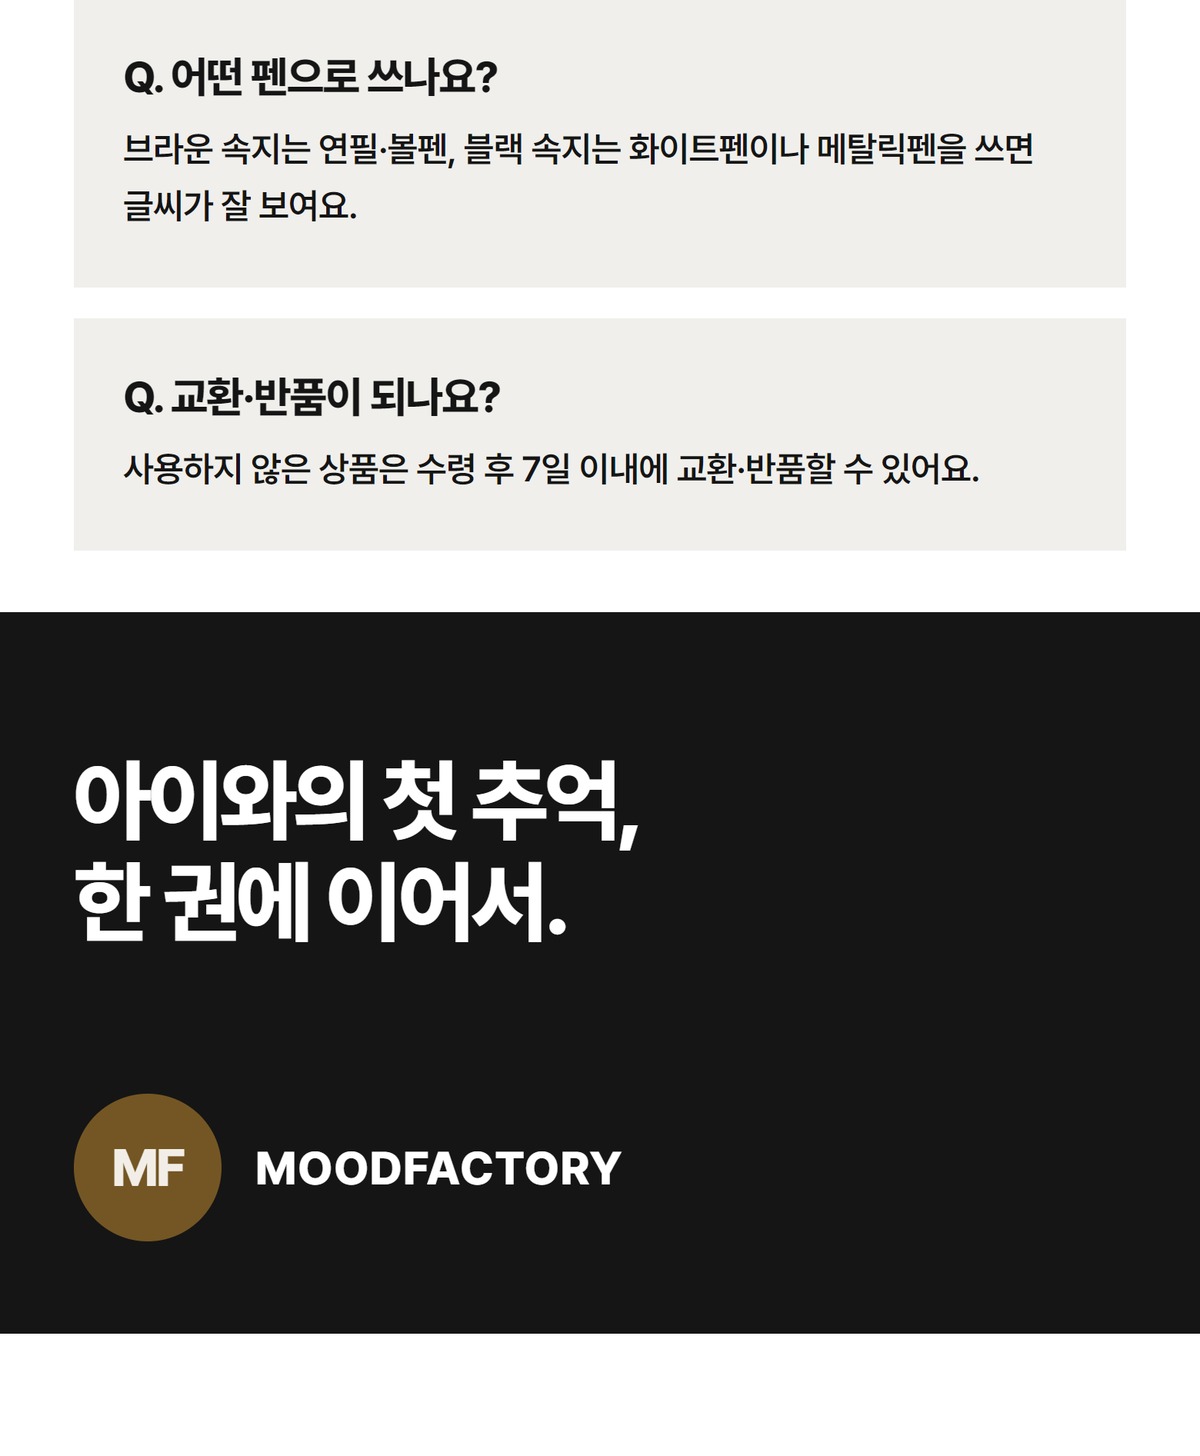 Q. 어떤 펜으로 쓰나요?
브라운 속지는 연필·볼펜, 블랙 속지는 화이트펜이나 메탈릭펜을 쓰면
글씨가 잘 보여요.
Q. 교환·반품이 되나요?
사용하지 않은 상품은 수령 후 7일 이내에 교환·반품할 수 있어요.
아이와의 첫 추억,
한 권에 이어서.
MF
MOODFACTORY